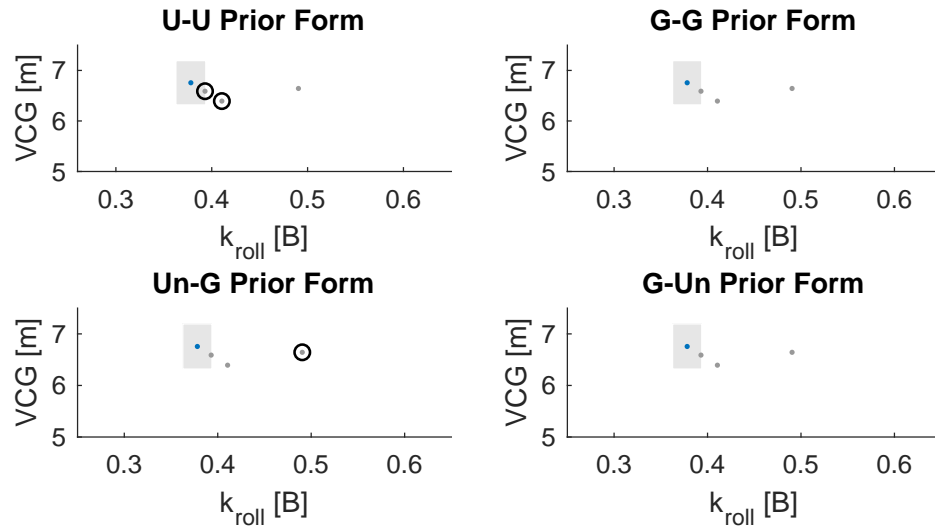 U-U Prior Form
VCG [m]
7
6
5
0.3 0.4 0.5 0.6
k_roll [B]
G-G Prior Form
VCG [m]
7
6
5
0.3 0.4 0.5 0.6
k_roll [B]
Un-G Prior Form
VCG [m]
7
6
5
0.3 0.4 0.5 0.6
k_roll [B]
G-Un Prior Form
VCG [m]
7
6
5
0.3 0.4 0.5 0.6
k_roll [B]